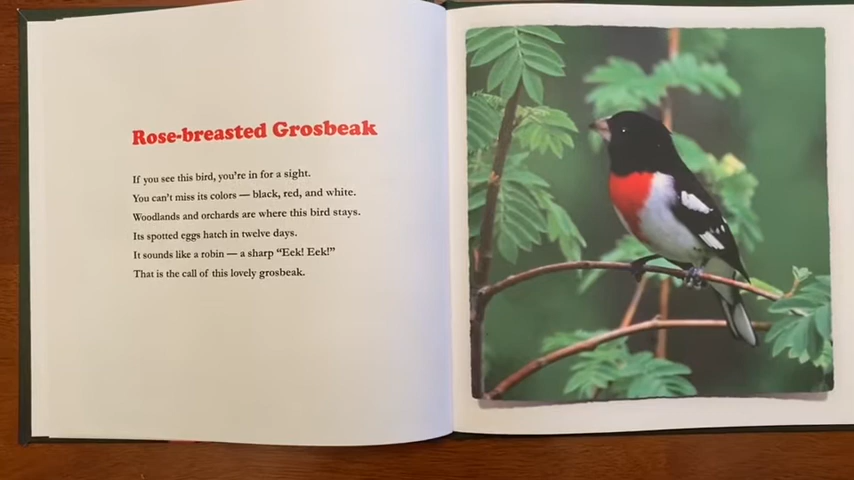 Rose-breasted Grosbeak
If you see this bird, you're in for a sight.
You can't miss its colors — black, red, and white.
Woodlands and orchards are where this bird stays.
Its spotted eggs hatch in twelve days.
It sounds like a robin — a sharp “Eek! Eek!”
That is the call of this lovely grosbeak.